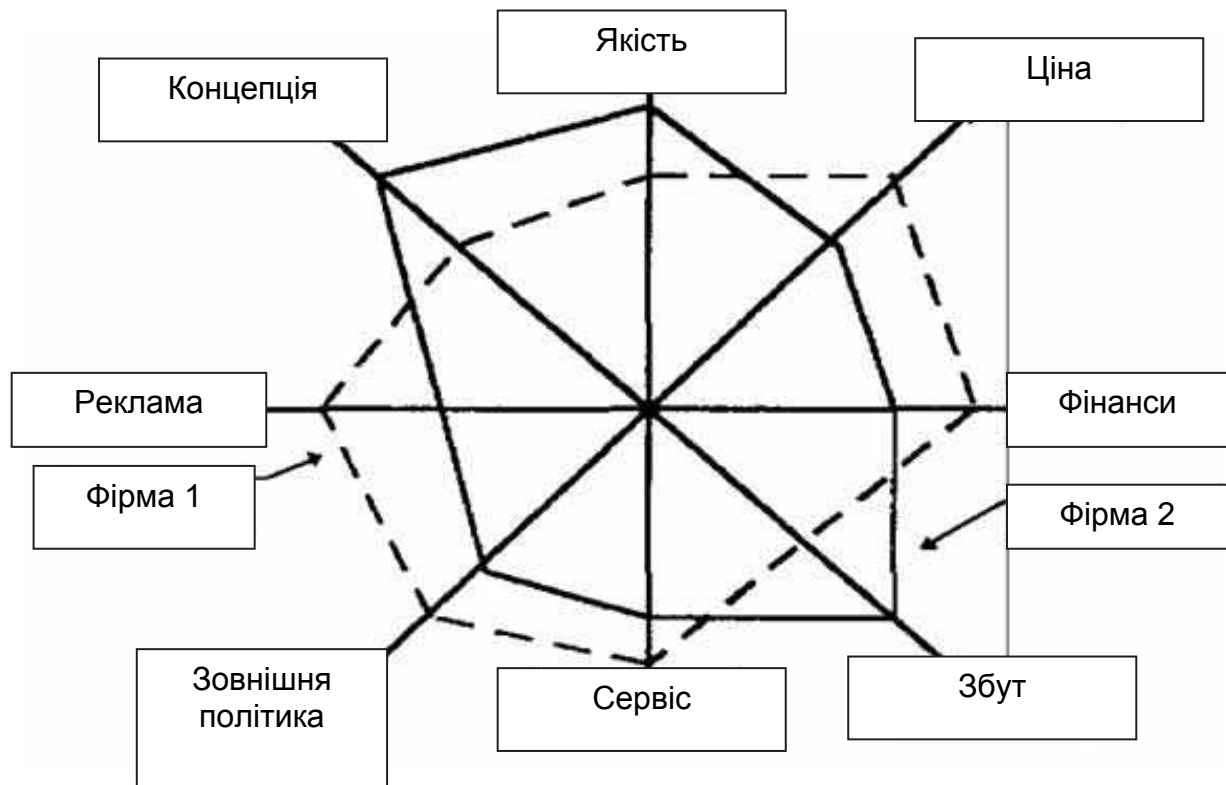 Якість
Ціна
Концепція
Реклама
Фінанси
Фірма 1
Фірма 2
Зовнішня
політика
Сервіс
Збут